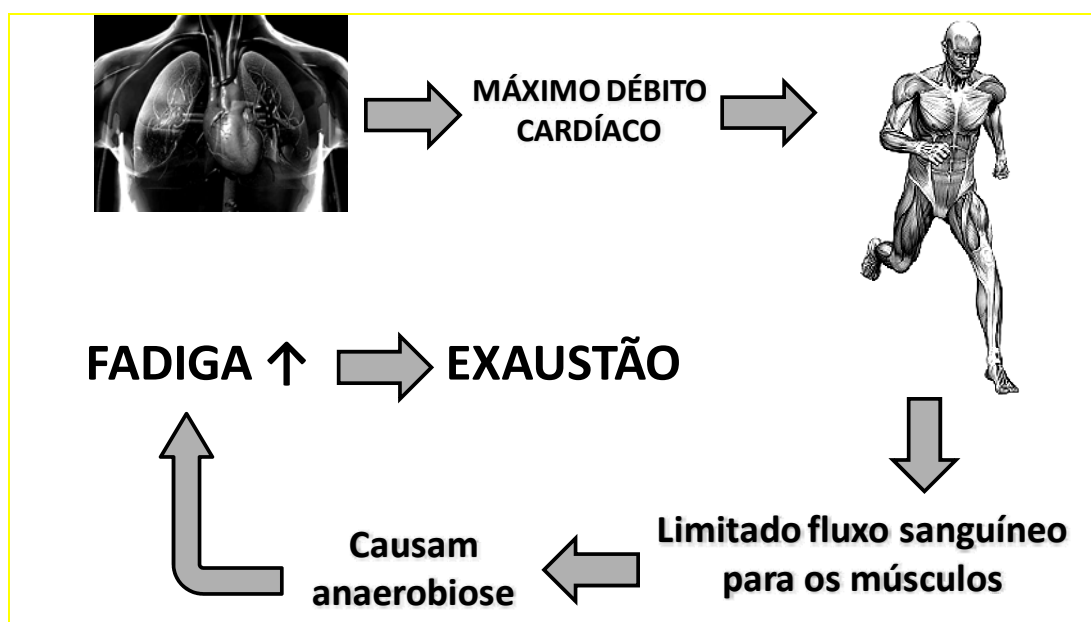 MÁXIMO DÉBITO
CARDÍACO
FADIGA ↑
EXAUSTÃO
Limitado fluxo sanguíneo
para os músculos
Causam
anaerobiose